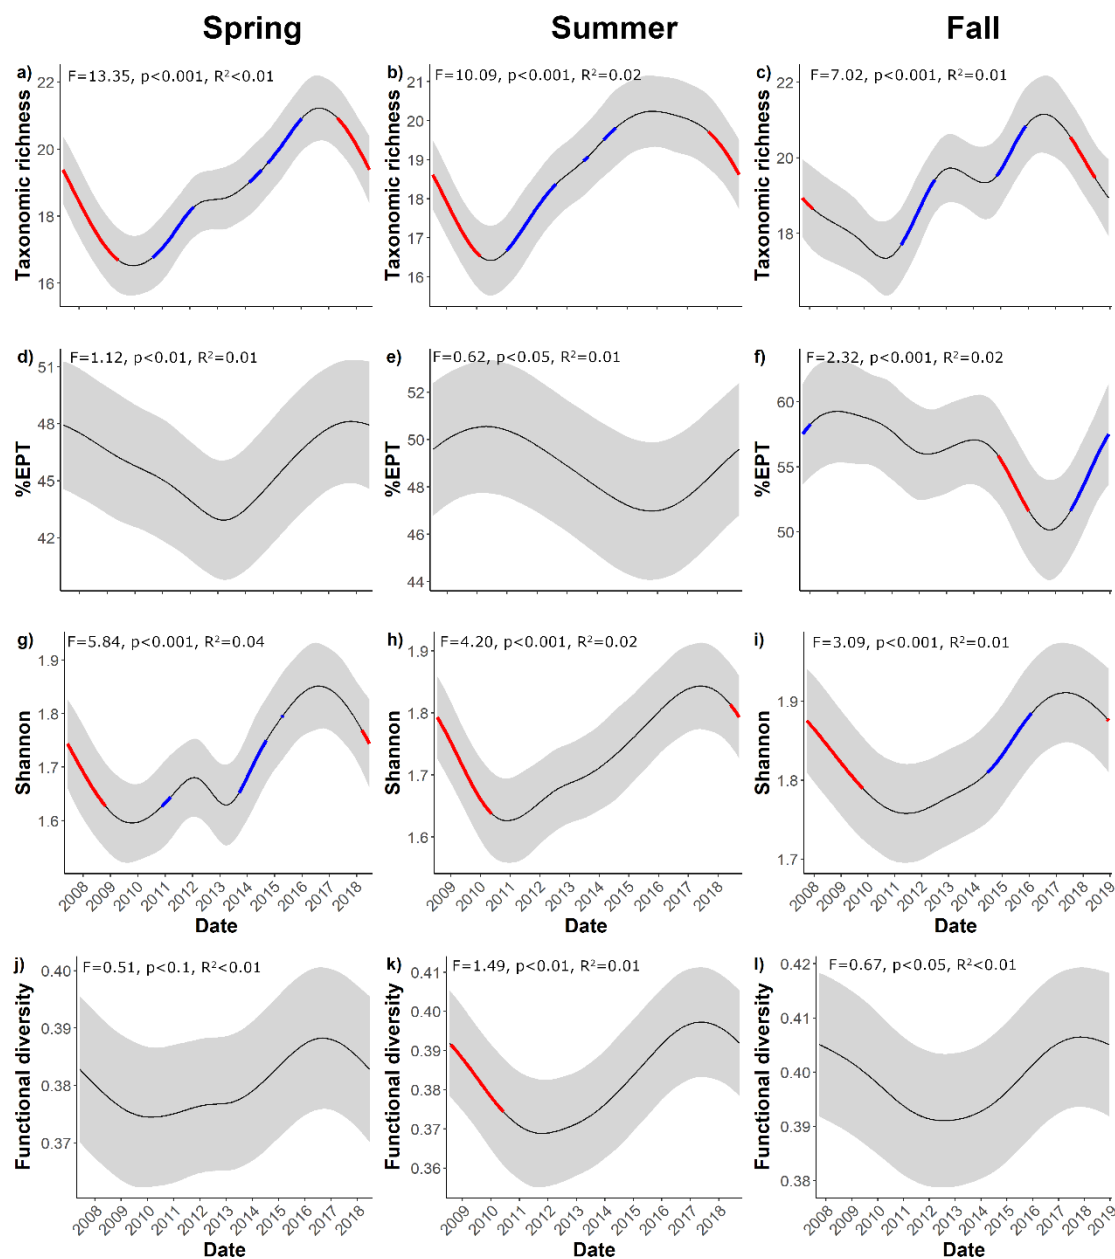 Spring Summer Fall
a) F=13.35, p<0.001, R²<0.01
Taxonomic richness
22
20
18
16
b) F=10.09, p<0.001, R²=0.02
Taxonomic richness
21
20
19
18
17
16
c) F=7.02, p<0.001, R²=0.01
Taxonomic richness
22
20
18
d) F=1.12, p<0.01, R²=0.01
%EPT
51
48
45
42
e) F=0.62, p<0.05, R²=0.01
%EPT
52
50
48
46
44
f) F=2.32, p<0.001, R²=0.02
%EPT
60
55
50
g) F=5.84, p<0.001, R²=0.04
Shannon
1.9
1.8
1.7
1.6
2008 2009 2010 2011 2012 2013 2014 2015 2016 2017 2018
Date
h) F=4.20, p<0.001, R²=0.02
Shannon
1.9
1.8
1.7
1.6
2009 2010 2011 2012 2013 2014 2015 2016 2017 2018
Date
i) F=3.09, p<0.001, R²=0.01
Shannon
1.9
1.8
1.7
2008 2009 2010 2011 2012 2013 2014 2015 2016 2017 2018 2019
Date
j) F=0.51, p<0.1, R²<0.01
Functional diversity
0.40
0.39
0.38
0.37
2008 2009 2010 2011 2012 2013 2014 2015 2016 2017 2018
Date
k) F=1.49, p<0.01, R²=0.01
Functional diversity
0.41
0.40
0.39
0.38
0.37
0.36
2009 2010 2011 2012 2013 2014 2015 2016 2017 2018
Date
l) F=0.67, p<0.05, R²<0.01
Functional diversity
0.42
0.41
0.40
0.39
0.38
2008 2009 2010 2011 2012 2013 2014 2015 2016 2017 2018 2019
Date